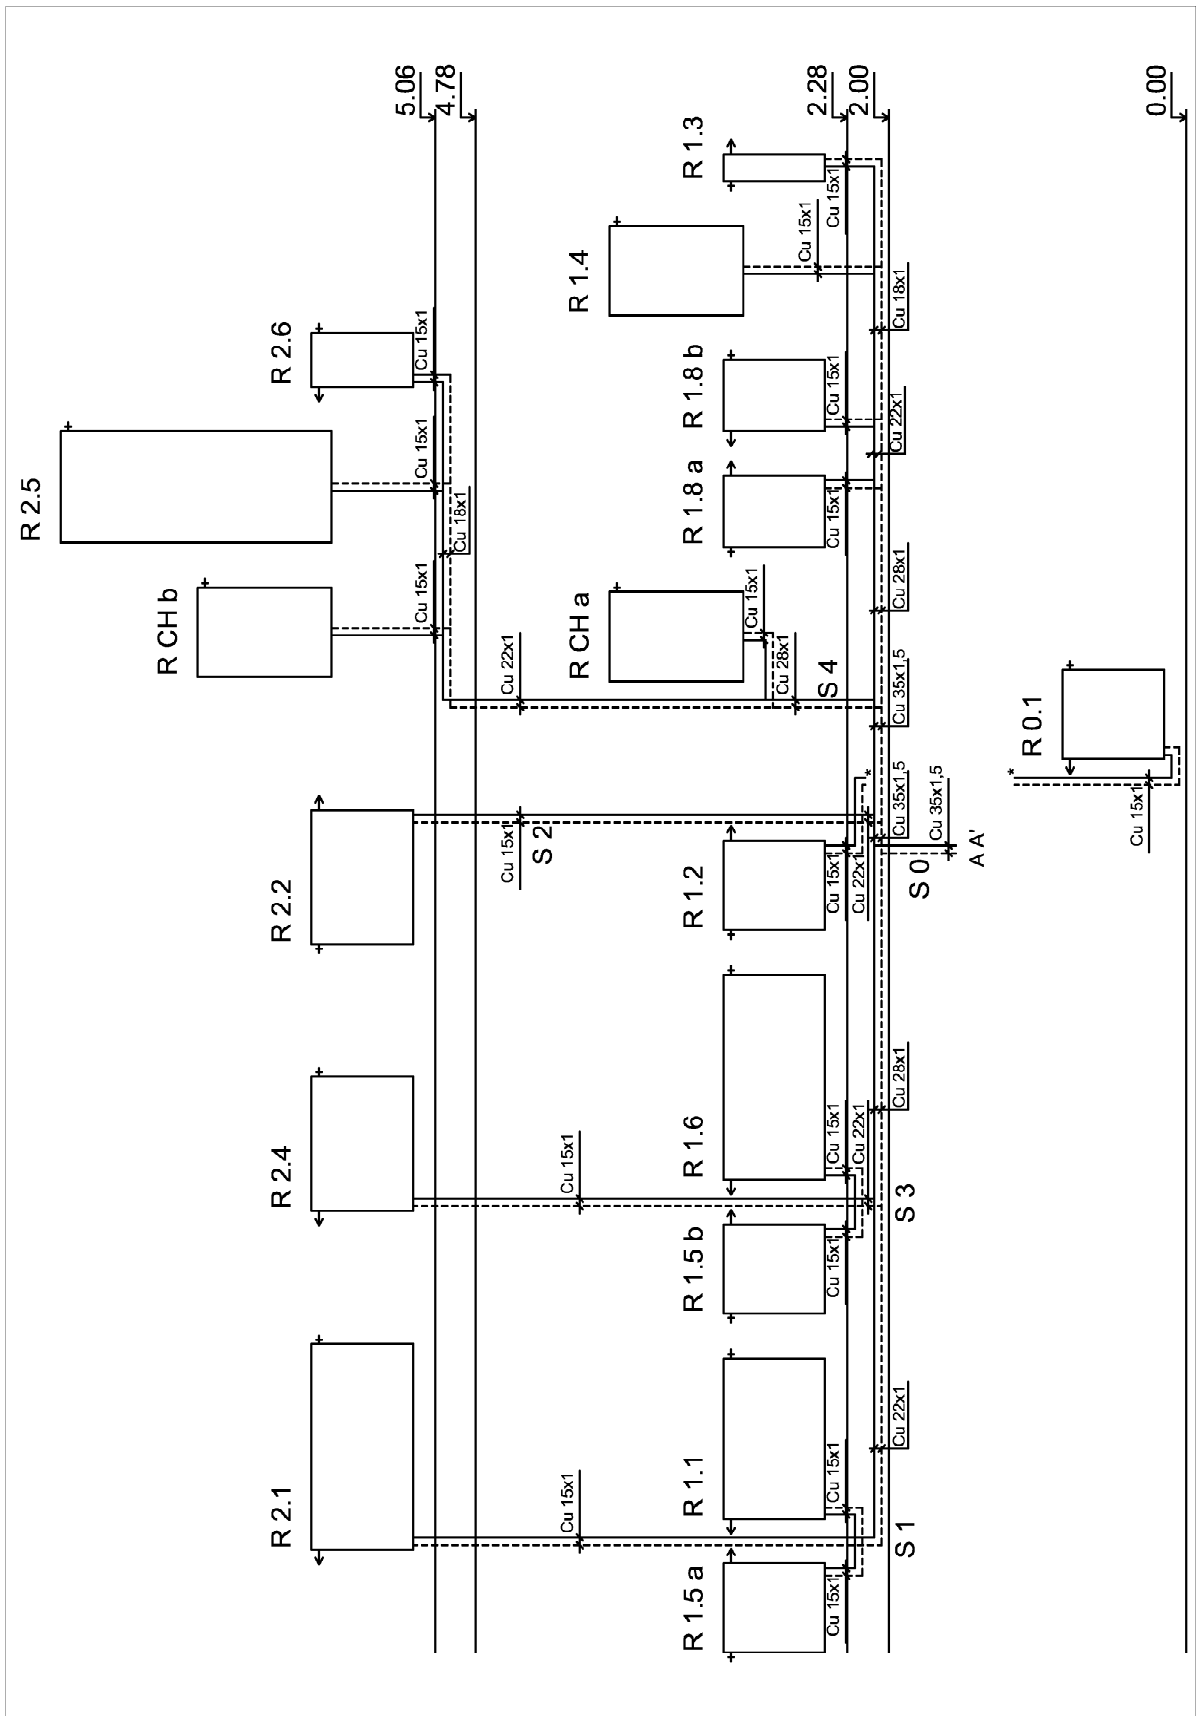 5.06
4.78
2.28
2.00
0.00
R 2.1
R 2.4
R 2.2
R CH b
R 2.5
R 2.6
Cu 15x1
Cu 15x1
Cu 15x1
Cu 18x1
Cu 15x1
Cu 15x1
Cu 15x1
S 2
Cu 22x1
R 1.5 a
R 1.1
R 1.5 b
R 1.6
R 1.2
R CH a
R 1.8 a
R 1.8 b
R 1.4
R 1.3
Cu 15x1
Cu 15x1
Cu 15x1
Cu 15x1
Cu 15x1
Cu 15x1
Cu 28x1
S 4
Cu 15x1
Cu 15x1
Cu 15x1
Cu 15x1
Cu 22x1
Cu 22x1
*
S 1
Cu 22x1
S 3
Cu 28x1
S 0
Cu 35x1,5
Cu 35x1,5
Cu 28x1
Cu 22x1
Cu 18x1
Cu 35x1,5
A A'
R 0.1
*
Cu 15x1